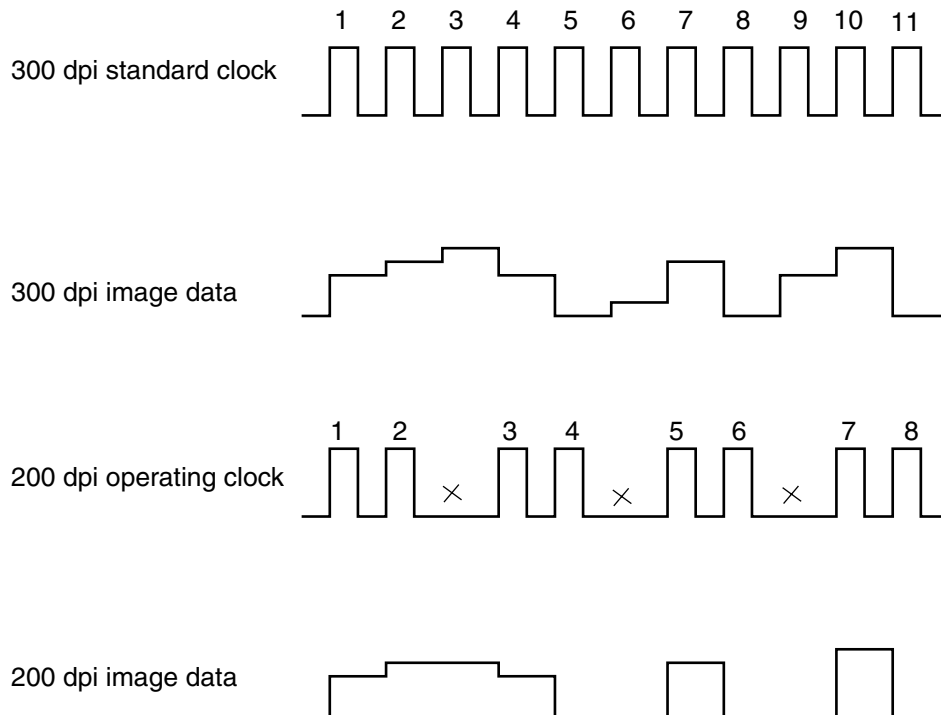 1 2 3 4 5 6 7 8 9 10 11
300 dpi standard clock
300 dpi image data
1 2 3 4 5 6 7 8
200 dpi operating clock
200 dpi image data